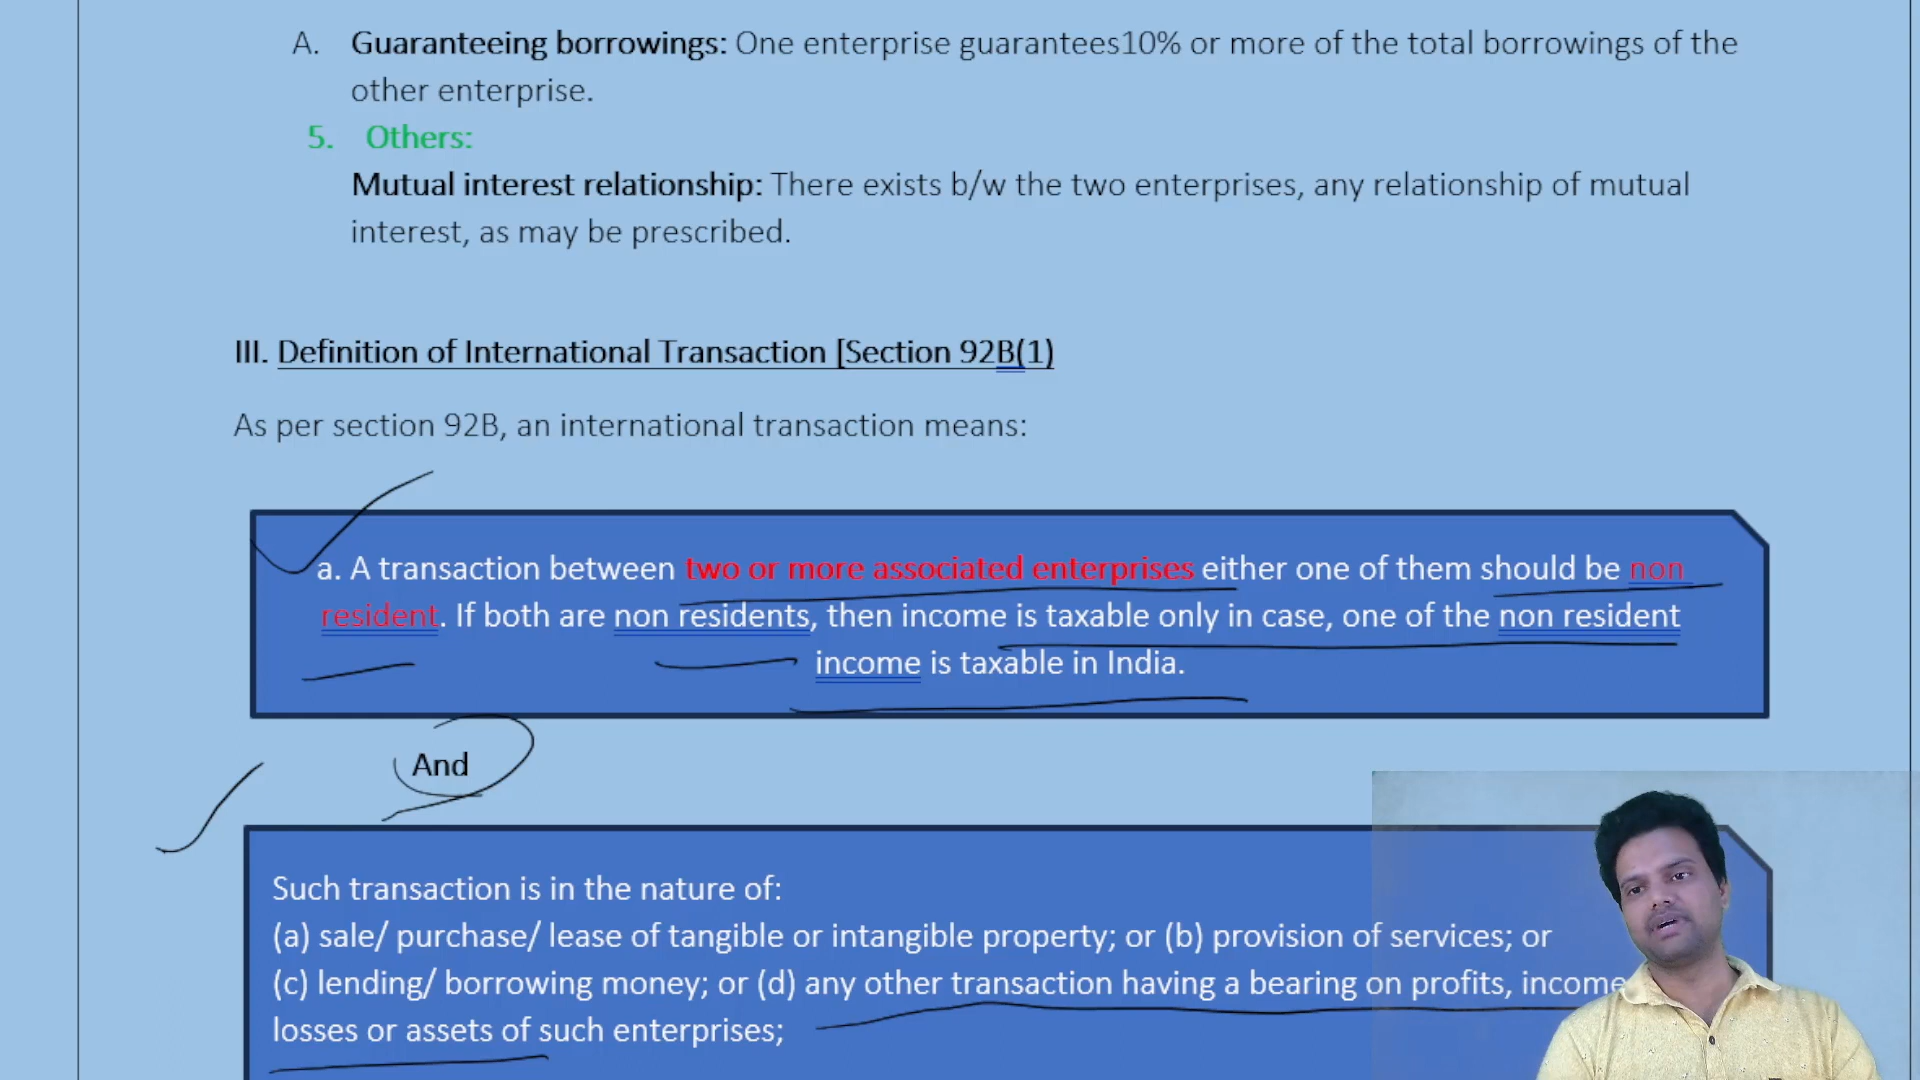 A. Guaranteeing borrowings: One enterprise guarantees10% or more of the total borrowings of the
other enterprise.
5. Others:
Mutual interest relationship: There exists b/w the two enterprises, any relationship of mutual
interest, as may be prescribed.
III. Definition of International Transaction [Section 92B(1)
As per section 92B, an international transaction means:
a. A transaction between two or more associated enterprises either one of them should be non
resident. If both are non residents, then income is taxable only in case, one of the non resident
income is taxable in India.
And
Such transaction is in the nature of:
(a) sale/ purchase/ lease of tangible or intangible property; or (b) provision of services; or
(c) lending/ borrowing money; or (d) any other transaction having a bearing on profits, income
losses or assets of such enterprises;